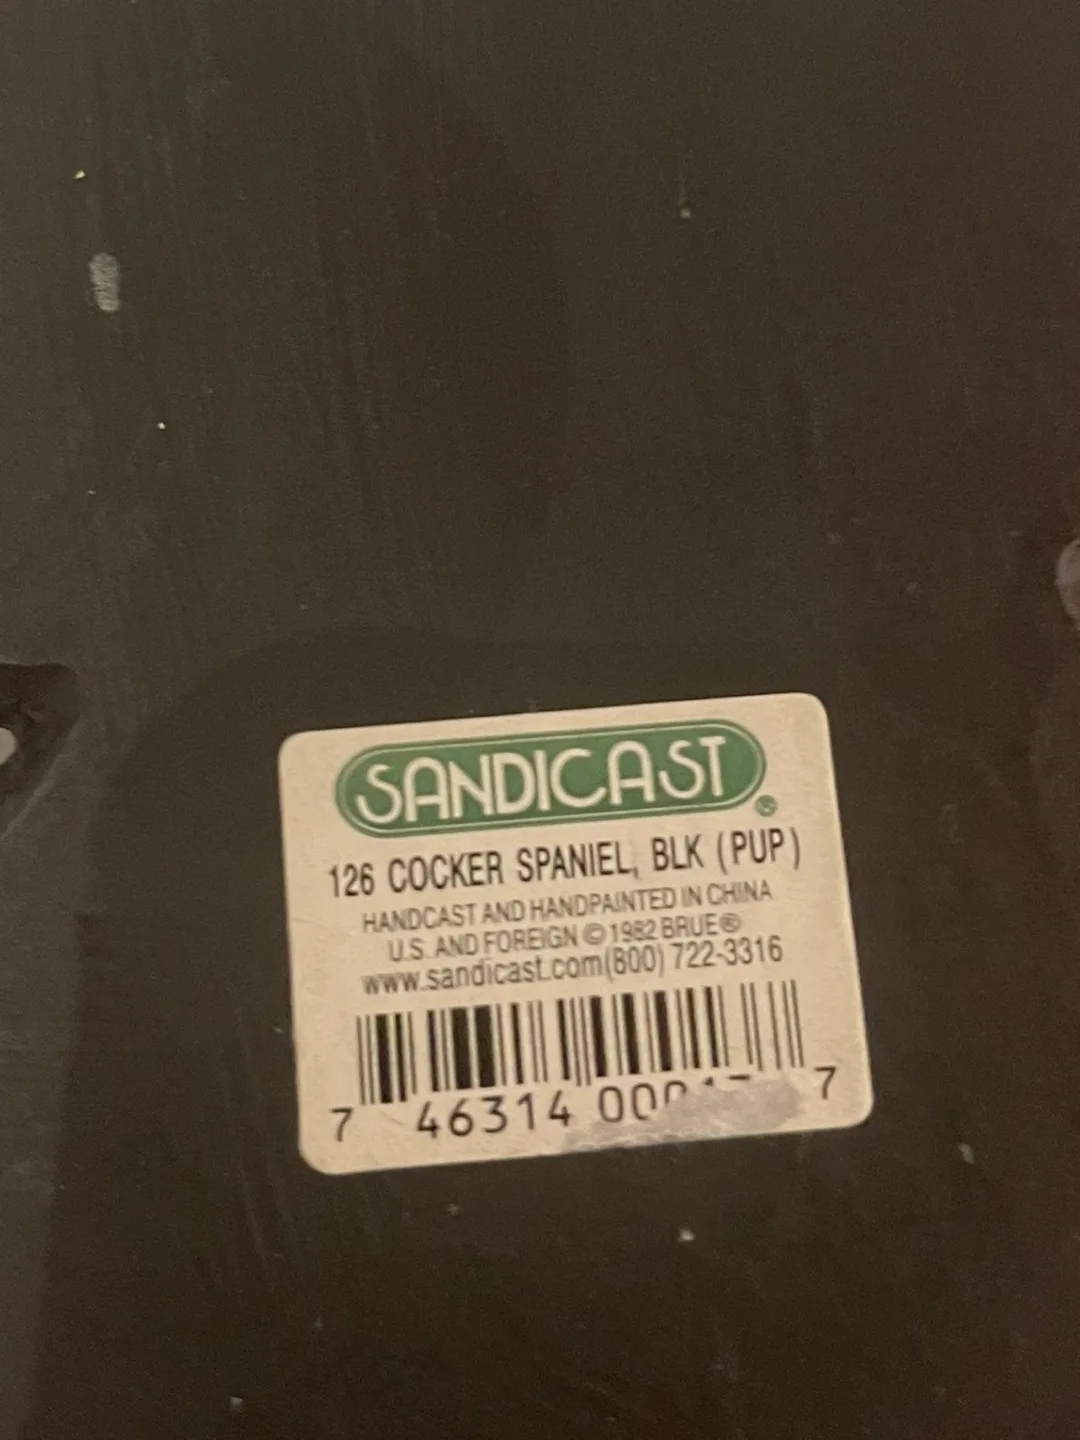 SANDICAST®
126 COCKER SPANIEL, BLK (PUP)
HANDCAST AND HANDPAINTED IN CHINA
U.S. AND FOREIGN © 1982 BRUE®
www.sandicast.com(800) 722-3316
7 46314 7